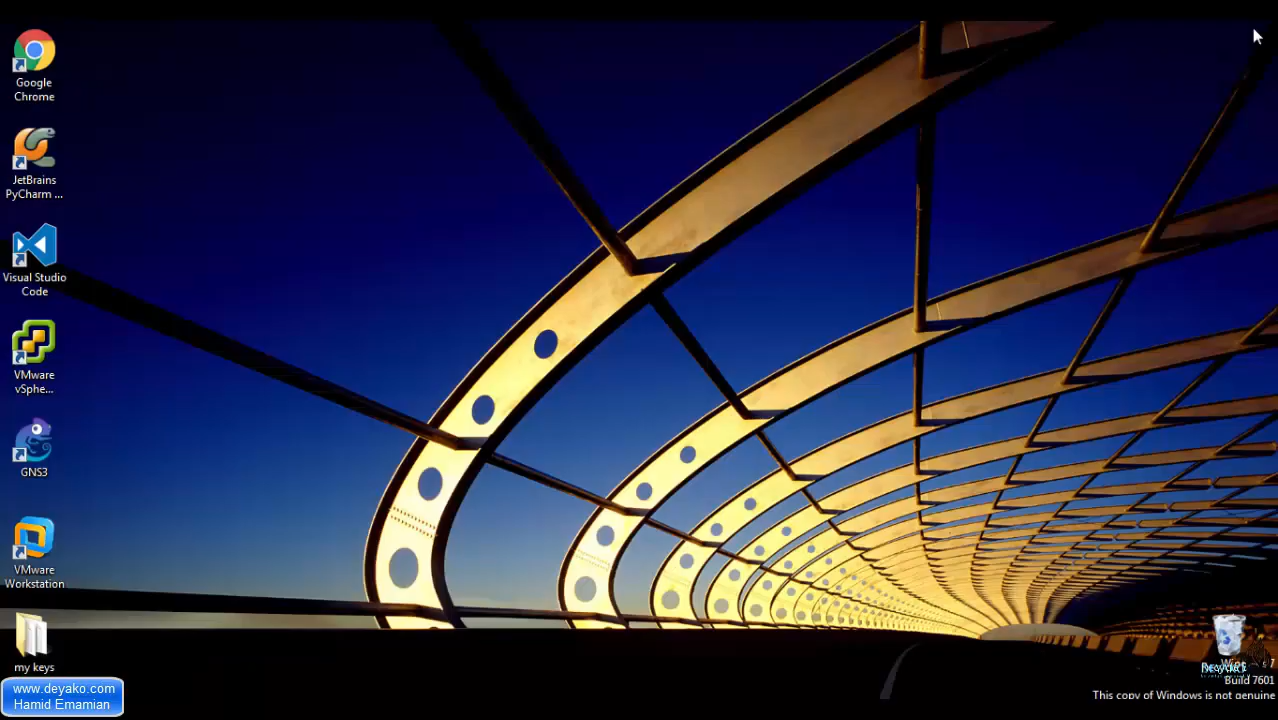 Google
Chrome
JetBrains
PyCharm ...
Visual Studio
Code
VMware
vSphe...
GNS3
VMware
Workstation
my keys
www.deyako.com
Hamid Emamian
Build 7601
This copy of Windows is not genuine